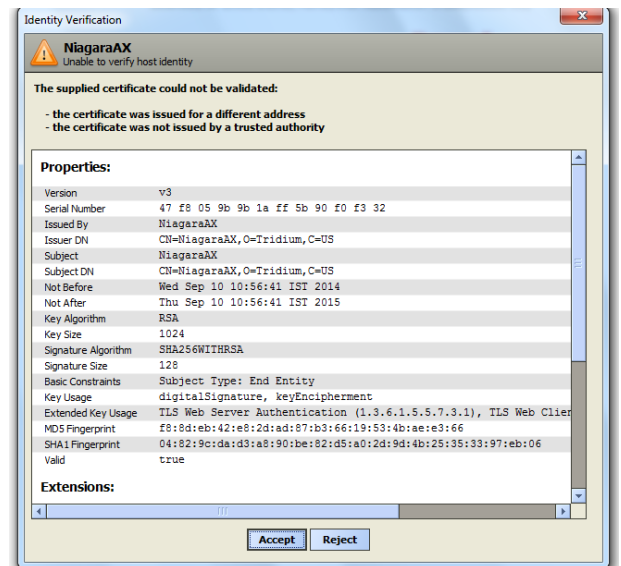 Identity Verification
NiagaraAX
Unable to verify host identity
The supplied certificate could not be validated:
- the certificate was issued for a different address
- the certificate was not issued by a trusted authority
Properties:
Version v3
Serial Number 47 f8 05 9b 9b 1a ff 5b 90 f0 f3 32
Issued By NiagaraAX
Issuer DN CN=NiagaraAX,O=Tridium,C=US
Subject NiagaraAX
Subject DN CN=NiagaraAX,O=Tridium,C=US
Not Before Wed Sep 10 10:56:41 IST 2014
Not After Thu Sep 10 10:56:41 IST 2015
Key Algorithm RSA
Key Size 1024
Signature Algorithm SHA256WITHRSA
Signature Size 128
Basic Constraints Subject Type: End Entity
Key Usage digitalSignature, keyEncipherment
Extended Key Usage TLS Web Server Authentication (1.3.6.1.5.5.7.3.1), TLS Web Clier
MD5 Fingerprint f8:8d:eb:42:e8:2d:ad:87:b3:66:19:53:4b:ae:e3:66
SHA1 Fingerprint 04:82:9c:da:d3:a8:90:be:82:d5:a0:2d:9d:4b:25:35:33:97:eb:06
Valid true
Extensions:
Accept Reject